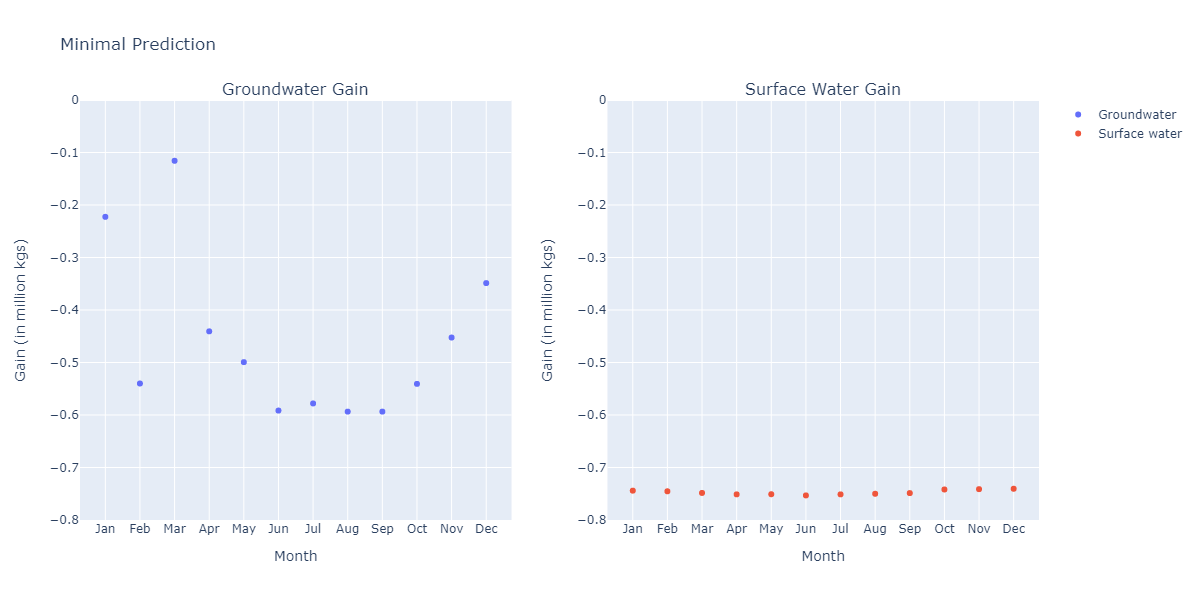 Minimal Prediction
Groundwater Gain
0
−0.1
−0.2
−0.3
−0.4
−0.5
−0.6
−0.7
−0.8
Gain (in million kgs)
Jan Feb Mar Apr May Jun Jul Aug Sep Oct Nov Dec
Month
Surface Water Gain
0
−0.1
−0.2
−0.3
−0.4
−0.5
−0.6
−0.7
−0.8
Gain (in million kgs)
Jan Feb Mar Apr May Jun Jul Aug Sep Oct Nov Dec
Month
Groundwater
Surface water